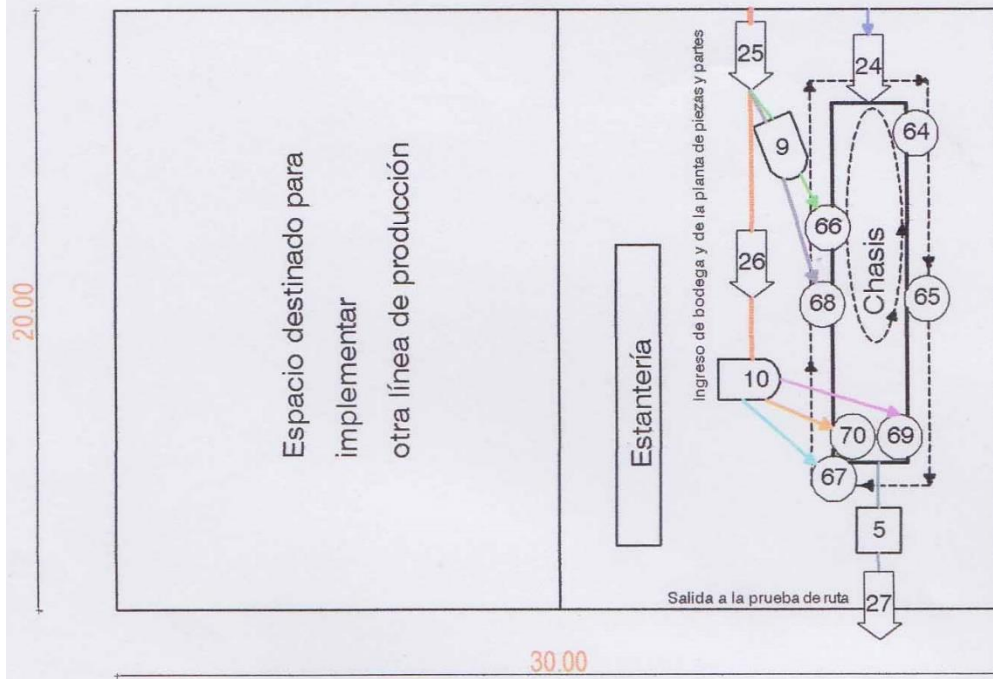 20.00
Espacio destinado para
implementar
otra línea de producción
Estantería
Ingreso de bodega y de la planta de piezas y partes
25
24
9
64
66
26
Chasis
68
65
10
70
69
67
5
Salida a la prueba de ruta
27
30.00